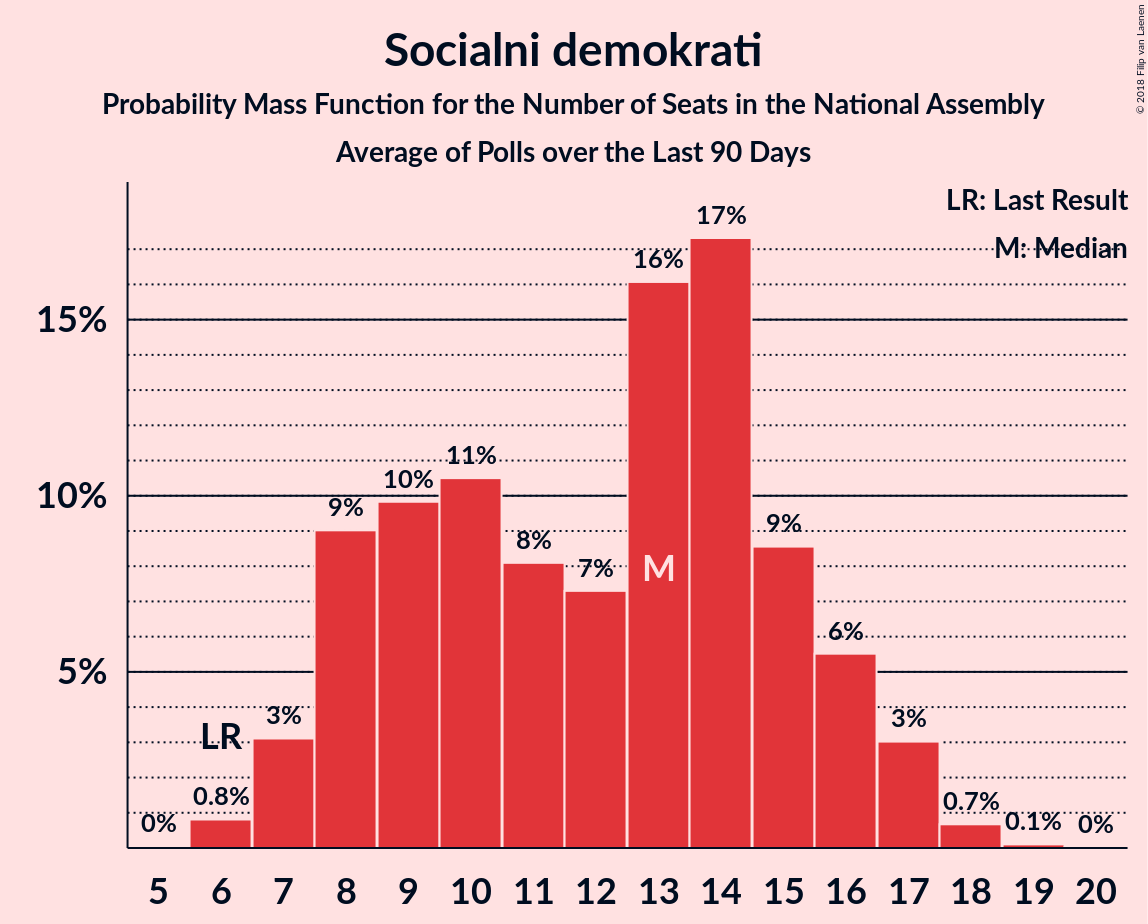 Socialni demokrati
Probability Mass Function for the Number of Seats in the National Assembly
Average of Polls over the Last 90 Days
© 2018 Filip van Laenen
LR: Last Result
M: Median
15%
10%
5%
0%
0.8%
3%
9%
10%
11%
8%
7%
16%
17%
9%
6%
3%
0.7%
0.1%
0%
LR
M
5 6 7 8 9 10 11 12 13 14 15 16 17 18 19 20